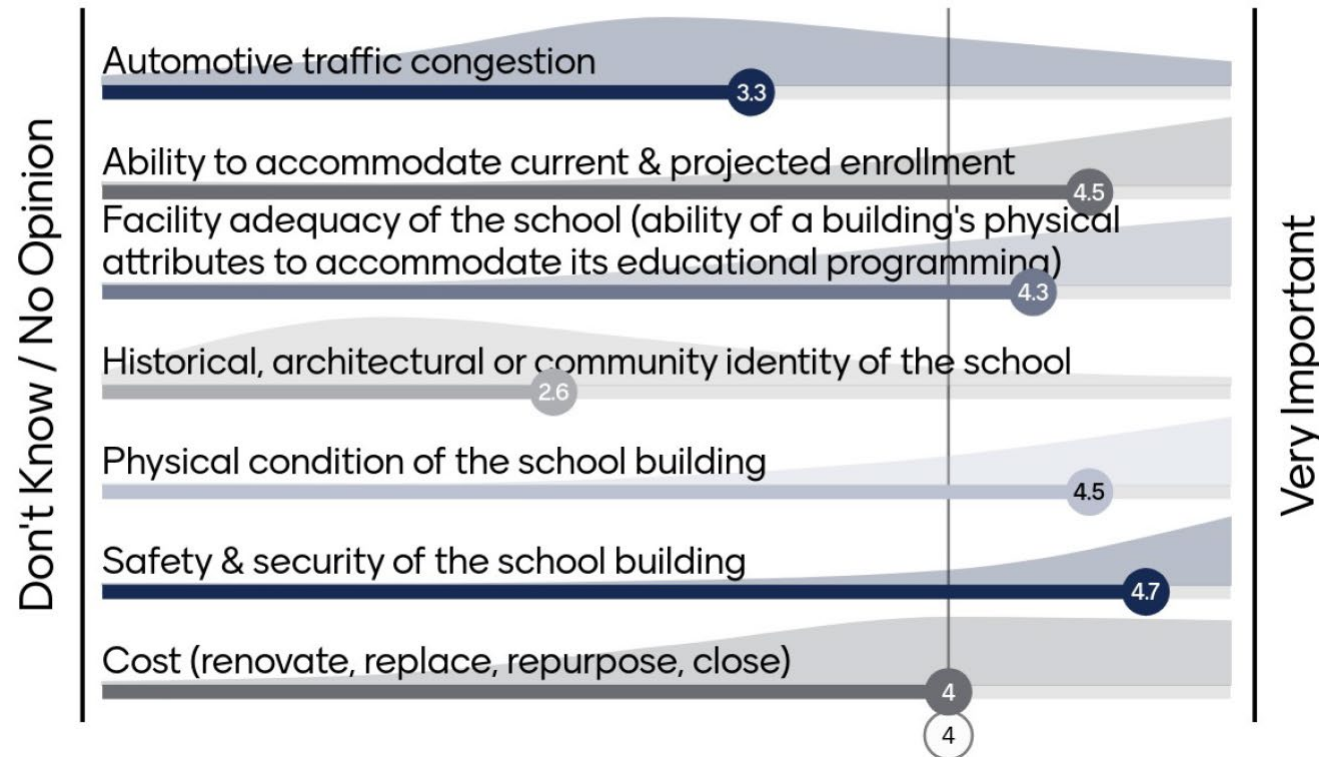 Don't Know / No Opinion
Automotive traffic congestion
3.3
Ability to accommodate current & projected enrollment
4.5
Facility adequacy of the school (ability of a building's physical
attributes to accommodate its educational programming)
4.3
Historical, architectural or community identity of the school
2.6
Physical condition of the school building
4.5
Safety & security of the school building
4.7
Cost (renovate, replace, repurpose, close)
4
4
Very Important